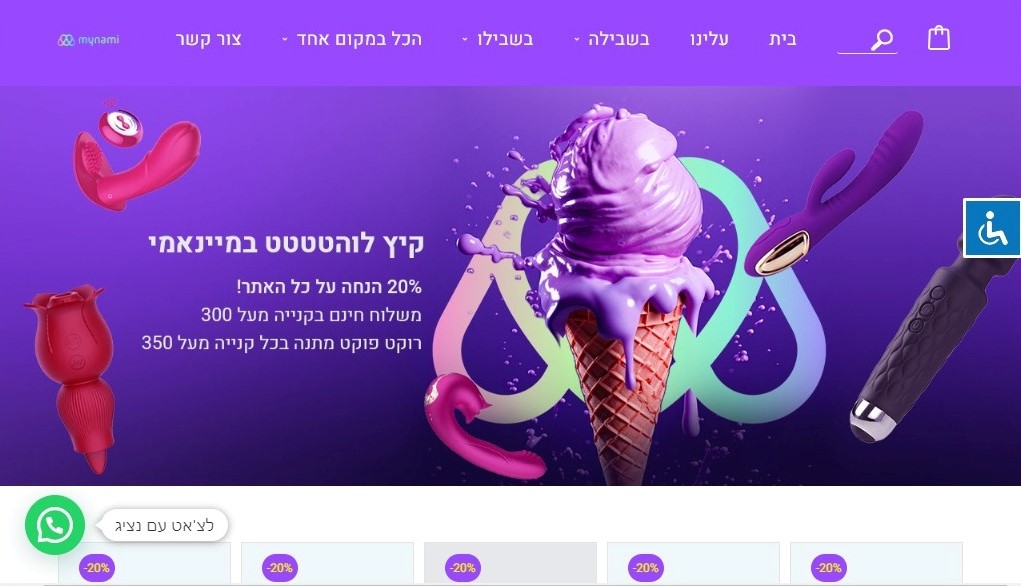 בית
עלינו
בשבילה
בשבילו
הכל במקום אחד
צור קשר
mynami
קיץ לוהטטטט במיינאמי
20% הנחה על כל האתר!
משלוח חינם בקנייה מעל 300
רוקט פוקט מתנה בכל קנייה מעל 350
לצ'אט עם נציג
-20%
-20%
-20%
-20%
-20%